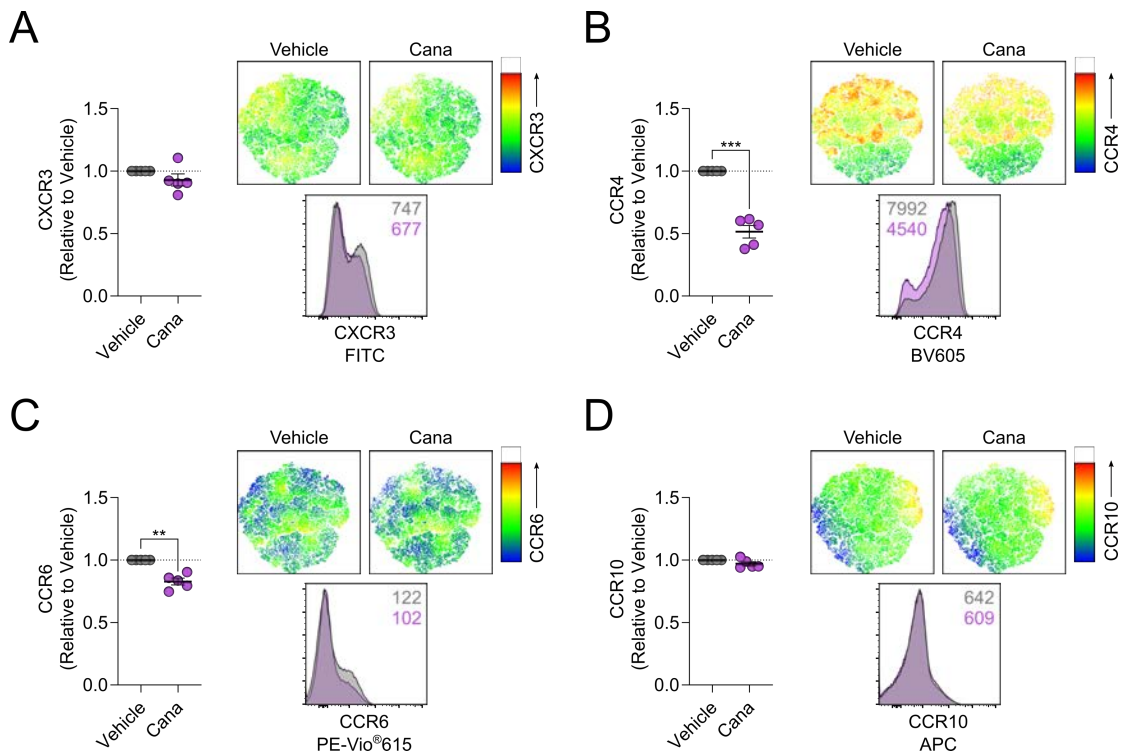 A
Vehicle Cana
CXCR3
1.5
1.0
0.5
0.0
CXCR3
(Relative to Vehicle)
Vehicle
Cana
747
677
CXCR3
FITC
B
Vehicle Cana
CCR4
1.5
1.0
0.5
0.0
CCR4
(Relative to Vehicle)
***
Vehicle
Cana
7992
4540
CCR4
BV605
C
Vehicle Cana
CCR6
1.5
1.0
0.5
0.0
CCR6
(Relative to Vehicle)
**
Vehicle
Cana
122
102
CCR6
PE-Vio®615
D
Vehicle Cana
CCR10
1.5
1.0
0.5
0.0
CCR10
(Relative to Vehicle)
Vehicle
Cana
642
609
CCR10
APC